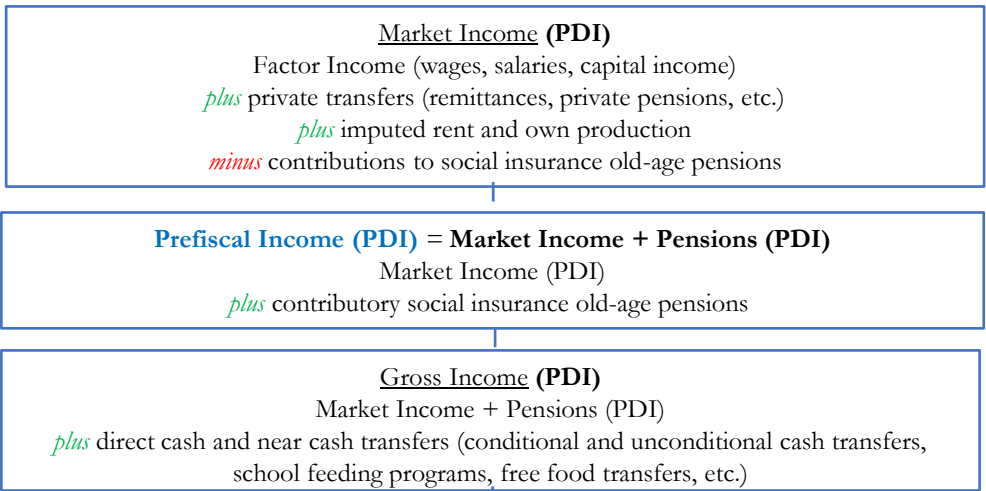 Market Income (PDI)
Factor Income (wages, salaries, capital income)
plus private transfers (remittances, private pensions, etc.)
plus imputed rent and own production
minus contributions to social insurance old-age pensions
Prefiscal Income (PDI) = Market Income + Pensions (PDI)
Market Income (PDI)
plus contributory social insurance old-age pensions
Gross Income (PDI)
Market Income + Pensions (PDI)
plus direct cash and near cash transfers (conditional and unconditional cash transfers,
school feeding programs, free food transfers, etc.)